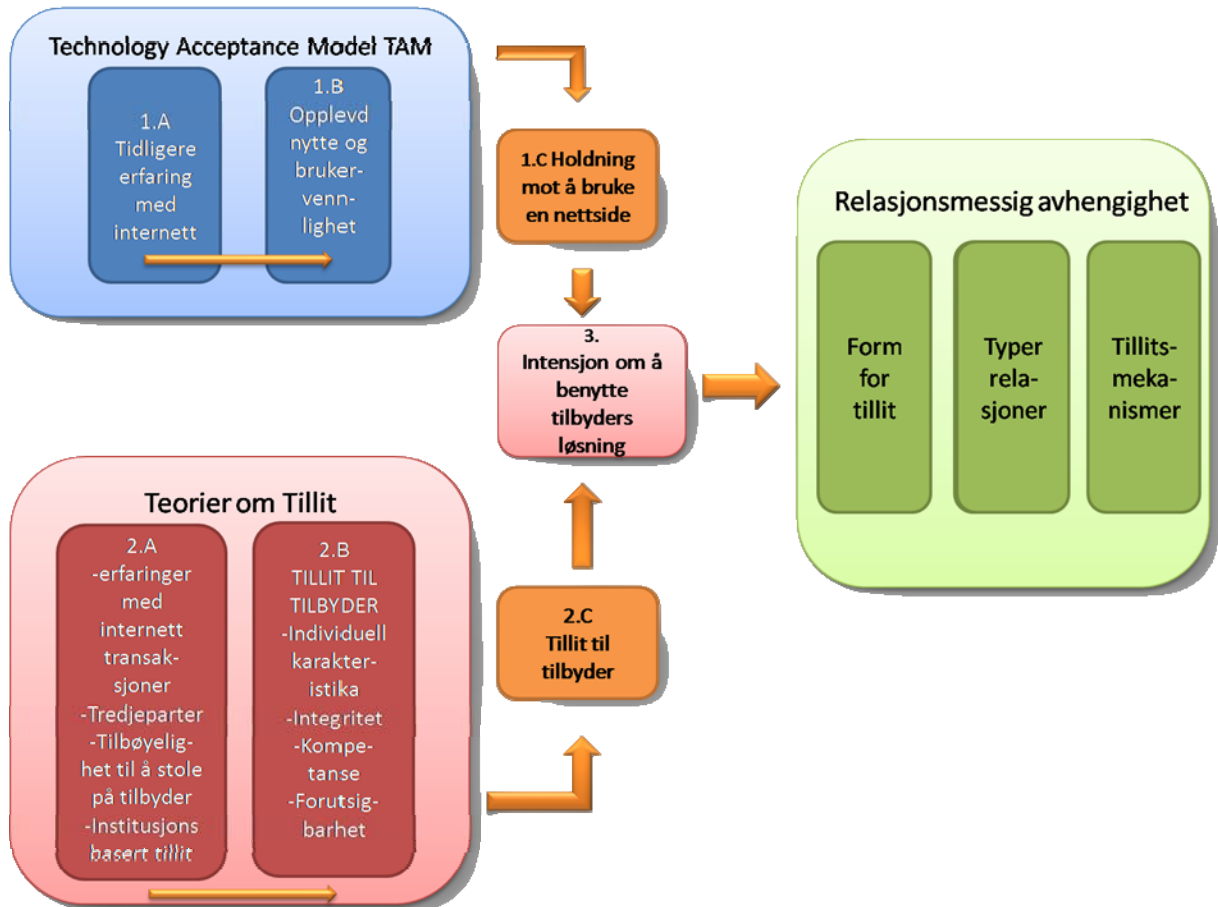 Technology Acceptance Model TAM
1.A
Tidligere
erfaring
med
internett
1.B
Opplevd
nytte og
bruker-
venn-
lighet
1.C Holdning
mot å bruke
en nettside
3.
Intensjon om å
benytte
tilbyders
løsning
Relasjonsmessig avhengighet
Form
for
tillit
Typer
rela-
sjoner
Tillits-
meka-
nismer
Teorier om Tillit
2.A
-erfaringer
med
internett
transak-
sjoner
-Tredjeparter
-Tilbøyelig-
het til å stole
på tilbyder
-Institusjons
basert tillit
2.B
TILLIT TIL
TILBYDER
-Individuell
karakter-
istika
-Integritet
-Kompe-
tanse
-Forutsig-
barhet
2.C
Tillit til
tilbyder